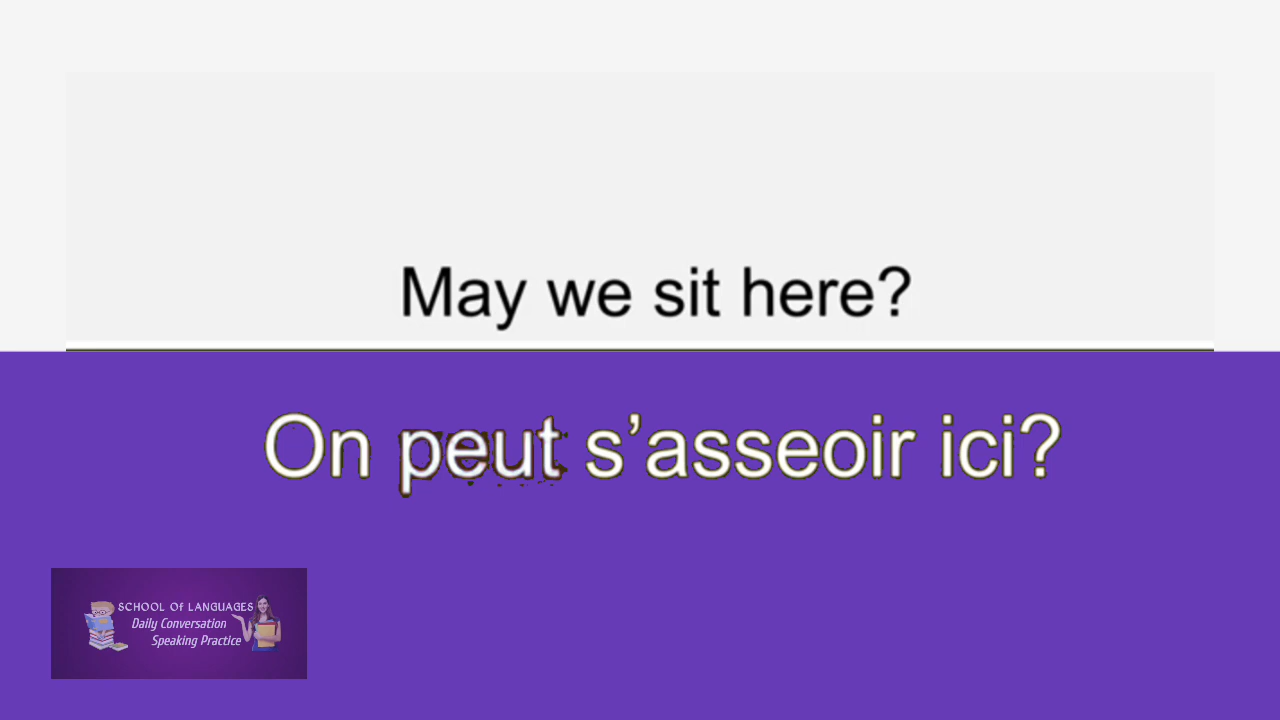 May we sit here?
On peut s’asseoir ici?
SCHOOL Of LANGUAGES
Daily Conversation
Speaking Practice